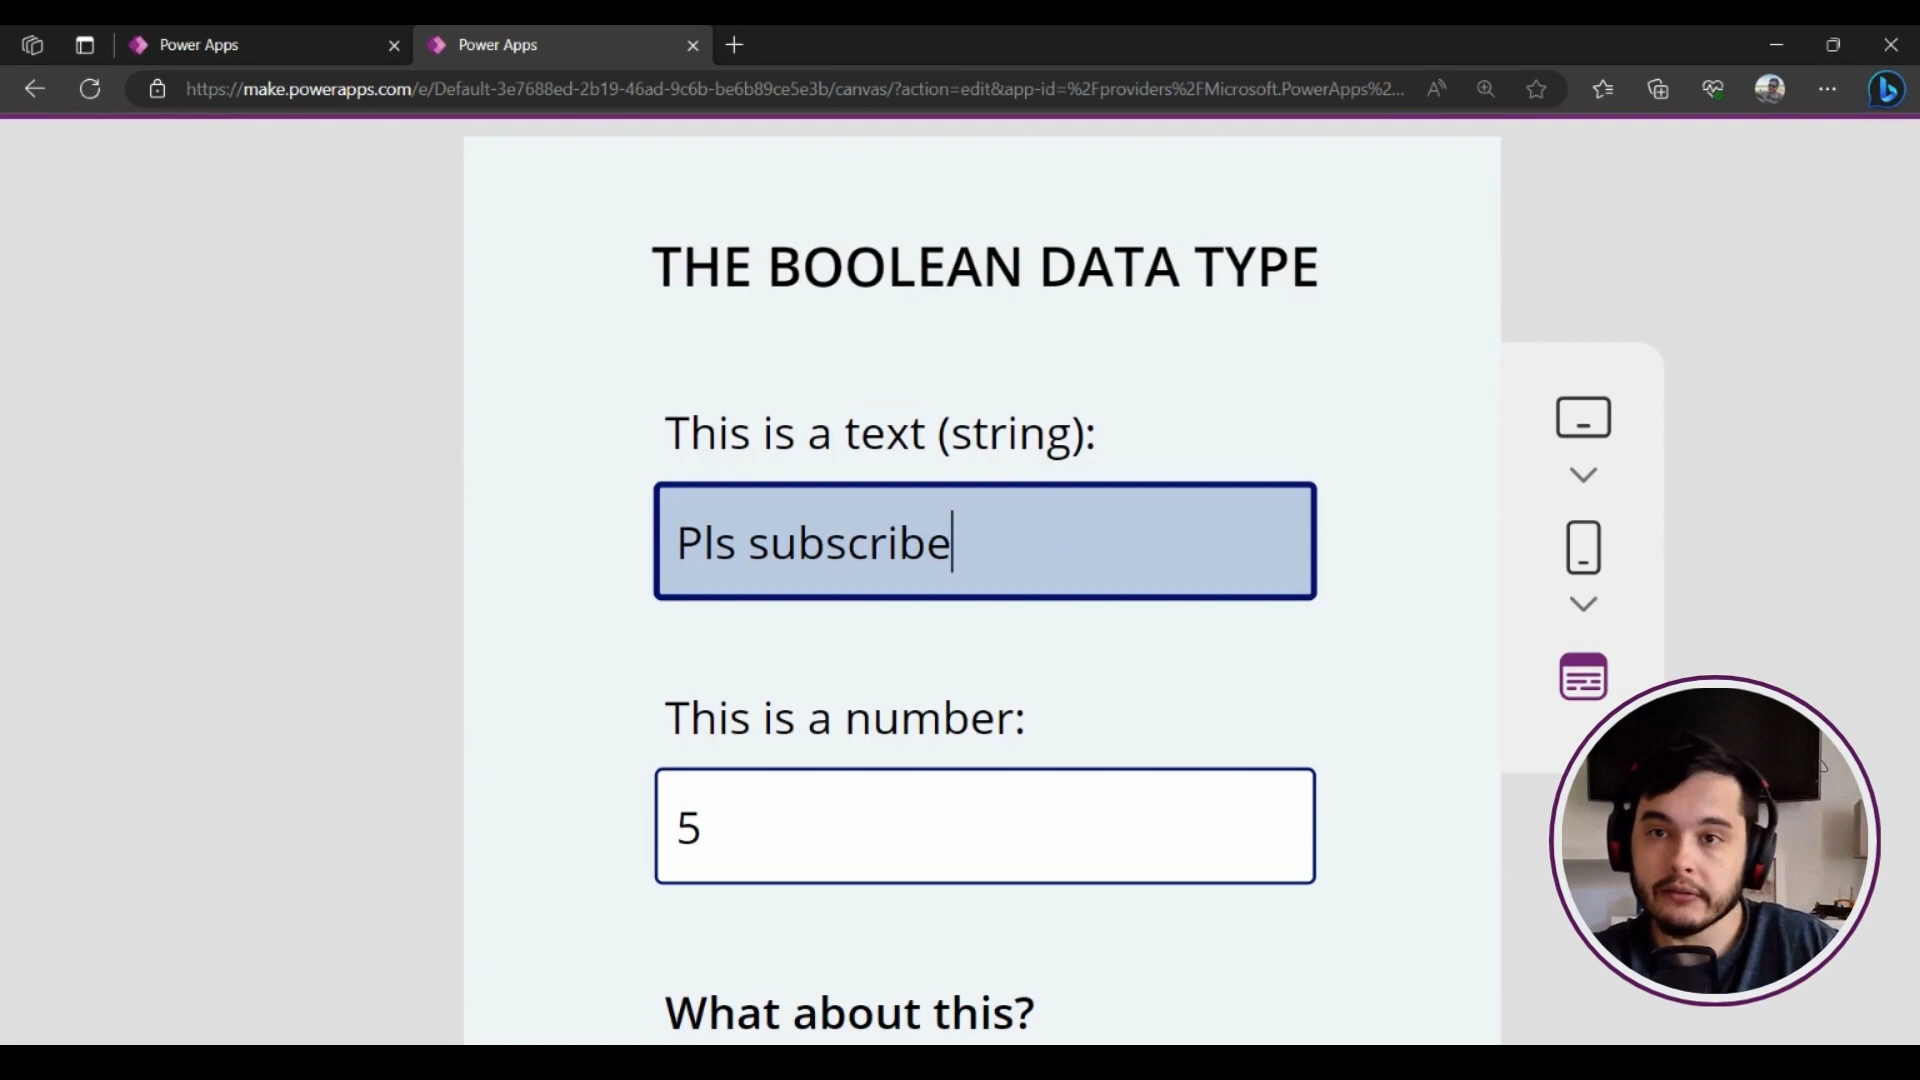 Power Apps
Power Apps
https://make.powerapps.com/e/Default-3e7688ed-2b19-46ad-9c6b-be6b89ce5e3b/canvas/?action=edit&app-id=%2Fproviders%2FMicrosoft.PowerApps%2...
THE BOOLEAN DATA TYPE
This is a text (string):
Pls subscribe
This is a number:
5
What about this?